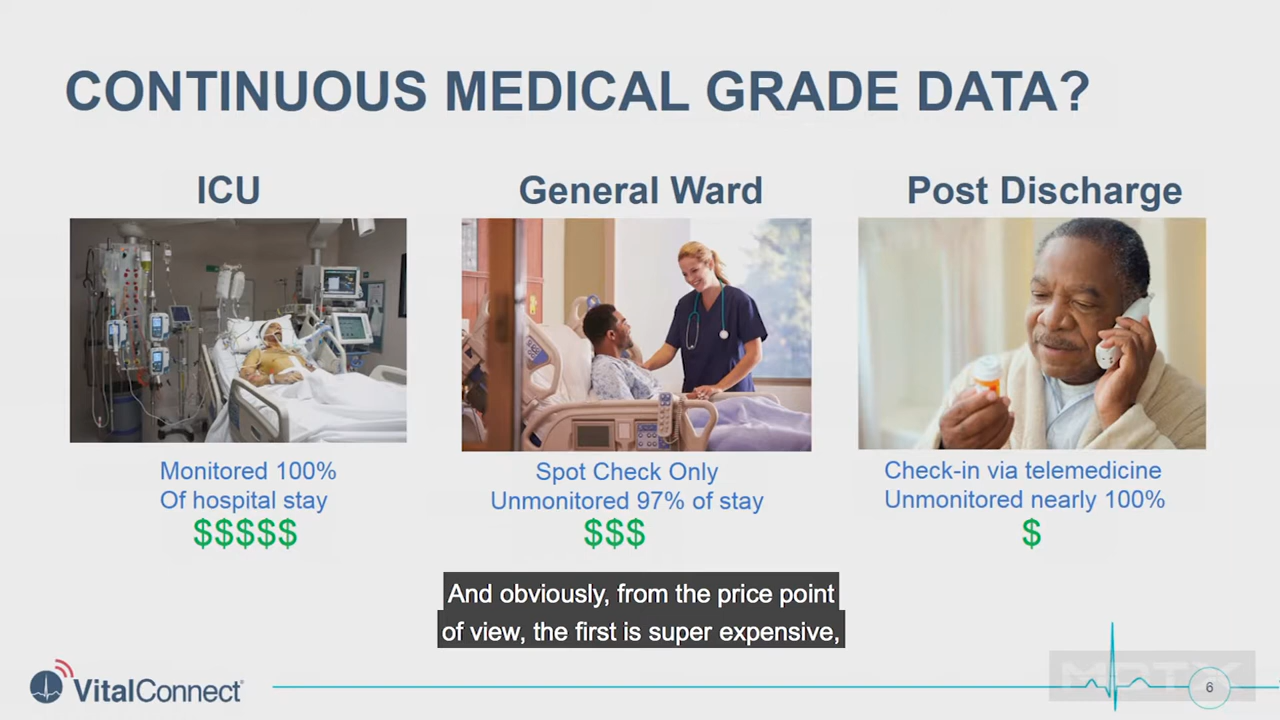 CONTINUOUS MEDICAL GRADE DATA?
ICU
General Ward
Post Discharge
Monitored 100%
Of hospital stay
$$$$$
Spot Check Only
Unmonitored 97% of stay
$$$
Check-in via telemedicine
Unmonitored nearly 100%
$
And obviously, from the price point
of view, the first is super expensive,
VitalConnect
6